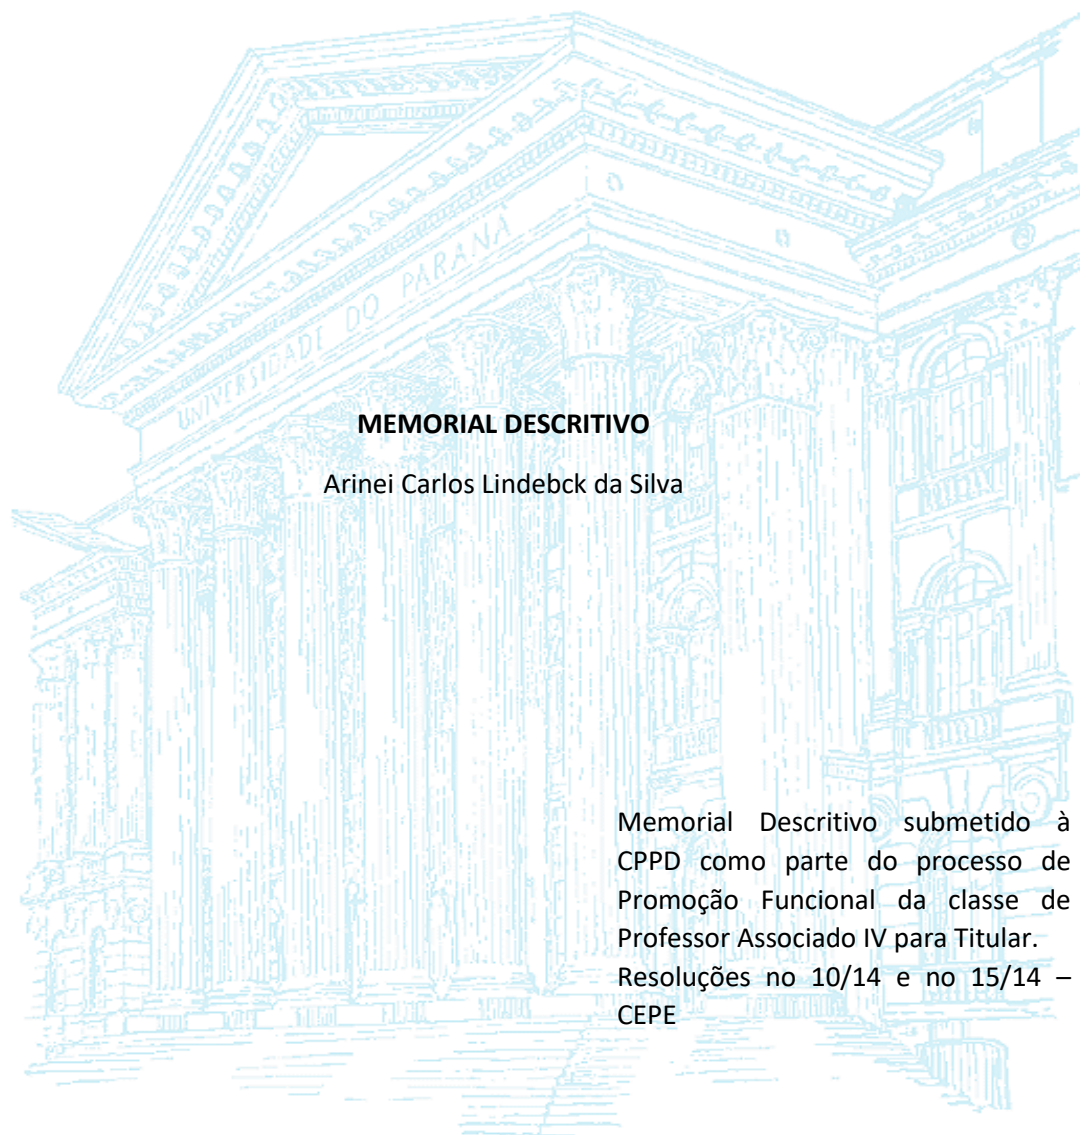 UNIVERSIDADE DO PARANÁ
MEMORIAL DESCRITIVO
Arinei Carlos Lindebck da Silva
Memorial Descritivo submetido à
CPPD como parte do processo de
Promoção Funcional da classe de
Professor Associado IV para Titular.
Resoluções no 10/14 e no 15/14 –
CEPE